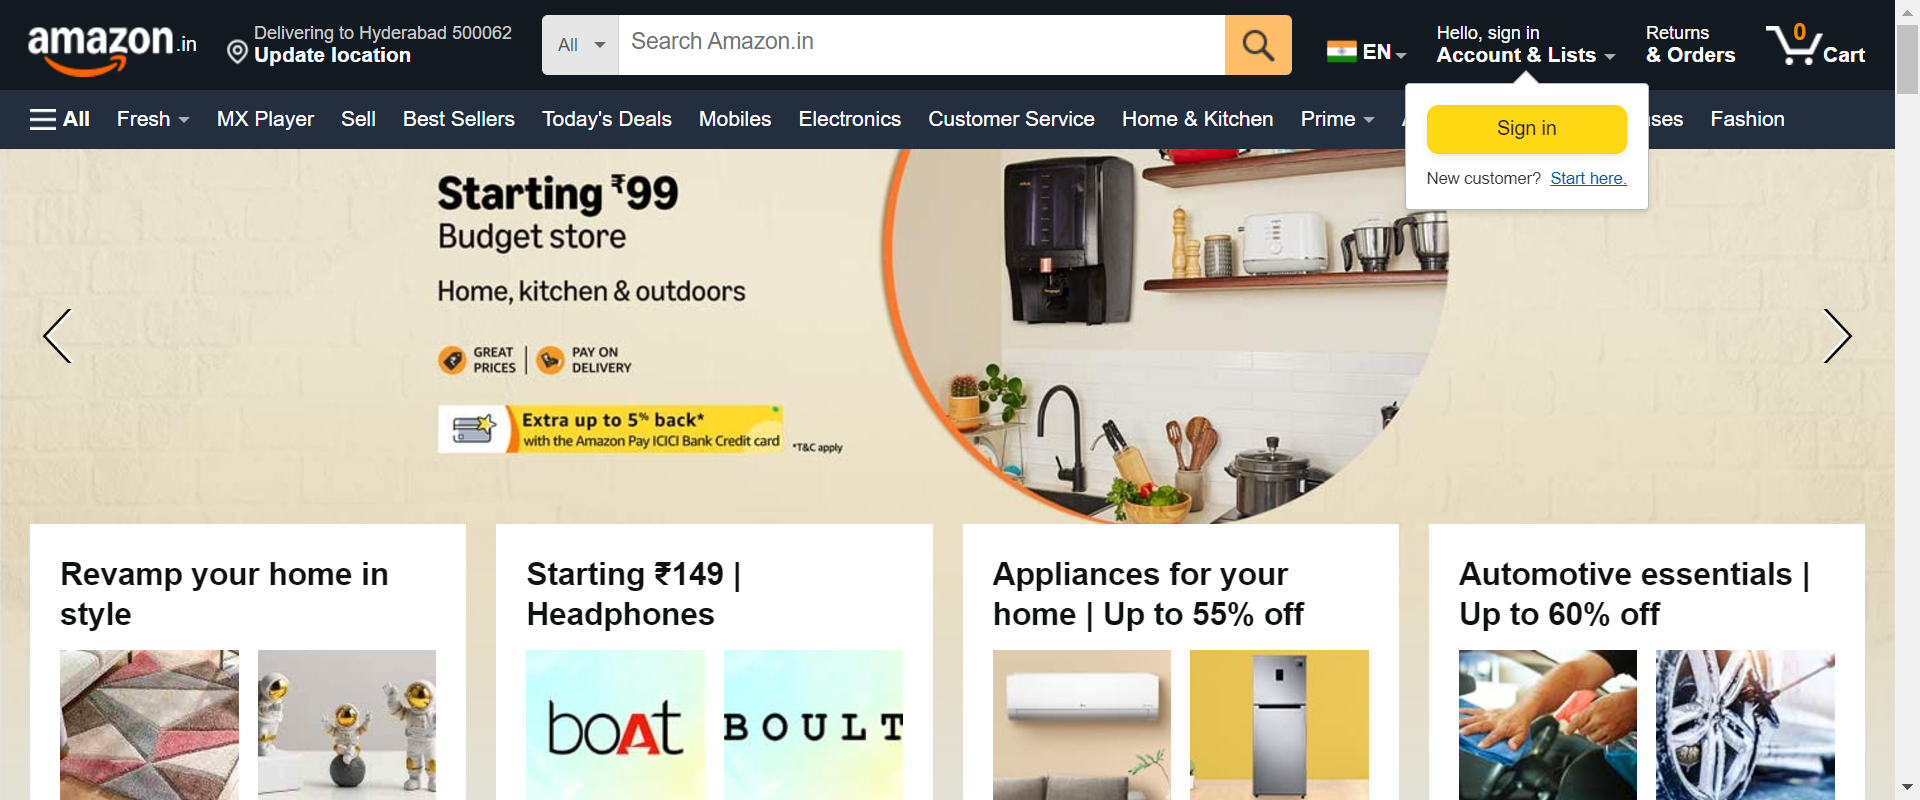 amazon.in
Delivering to Hyderabad 500062
Update location
All
Search Amazon.in
EN
Hello, sign in
Account & Lists
Returns
& Orders
0
Cart
All
Fresh
MX Player
Sell
Best Sellers
Today's Deals
Mobiles
Electronics
Customer Service
Home & Kitchen
Prime
Fashion
Sign in
New customer? Start here.
Starting ₹99
Budget store
Home, kitchen & outdoors
GREAT
PRICES
PAY ON
DELIVERY
Extra up to 5% back*
with the Amazon Pay ICICI Bank Credit card
*T&C apply
Revamp your home in
style
Starting ₹149 |
Headphones
Appliances for your
home | Up to 55% off
Automotive essentials |
Up to 60% off
boAt
BOULT